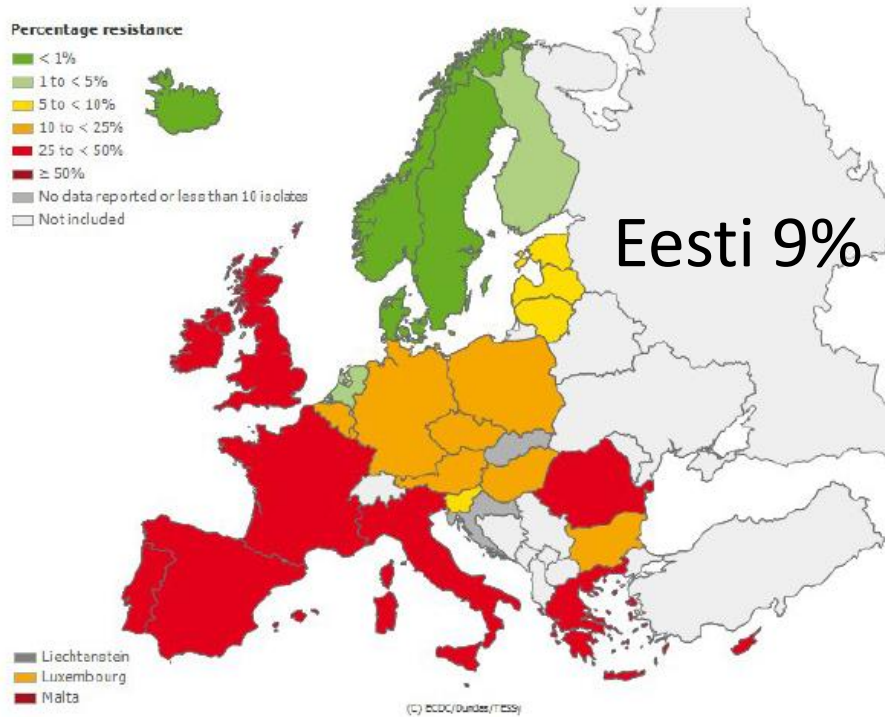 Percentage resistance
< 1%
1 to < 5%
5 to < 10%
10 to < 25%
25 to < 50%
≥ 50%
No data reported or less than 10 isolates
Not included
Eesti 9%
Liechtenstein
Luxembourg
Malta
(C) ECDC/Dundas/TESSy